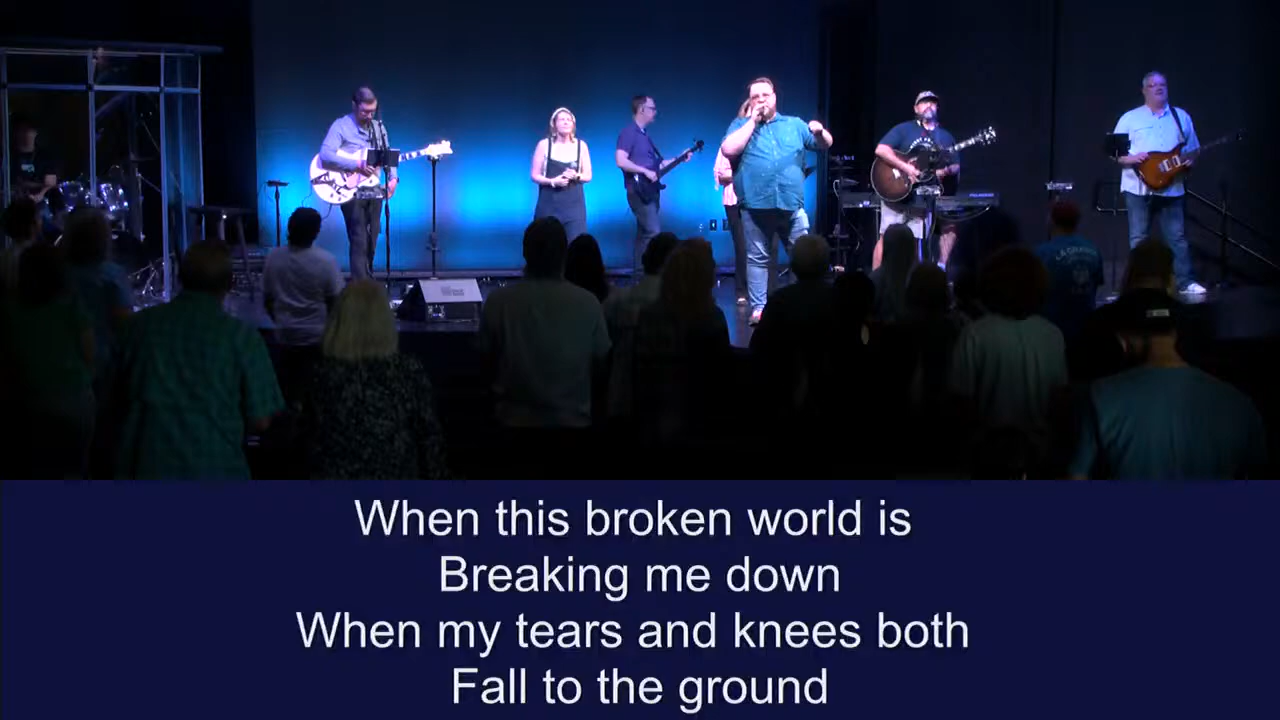 When this broken world is
Breaking me down
When my tears and knees both
Fall to the ground